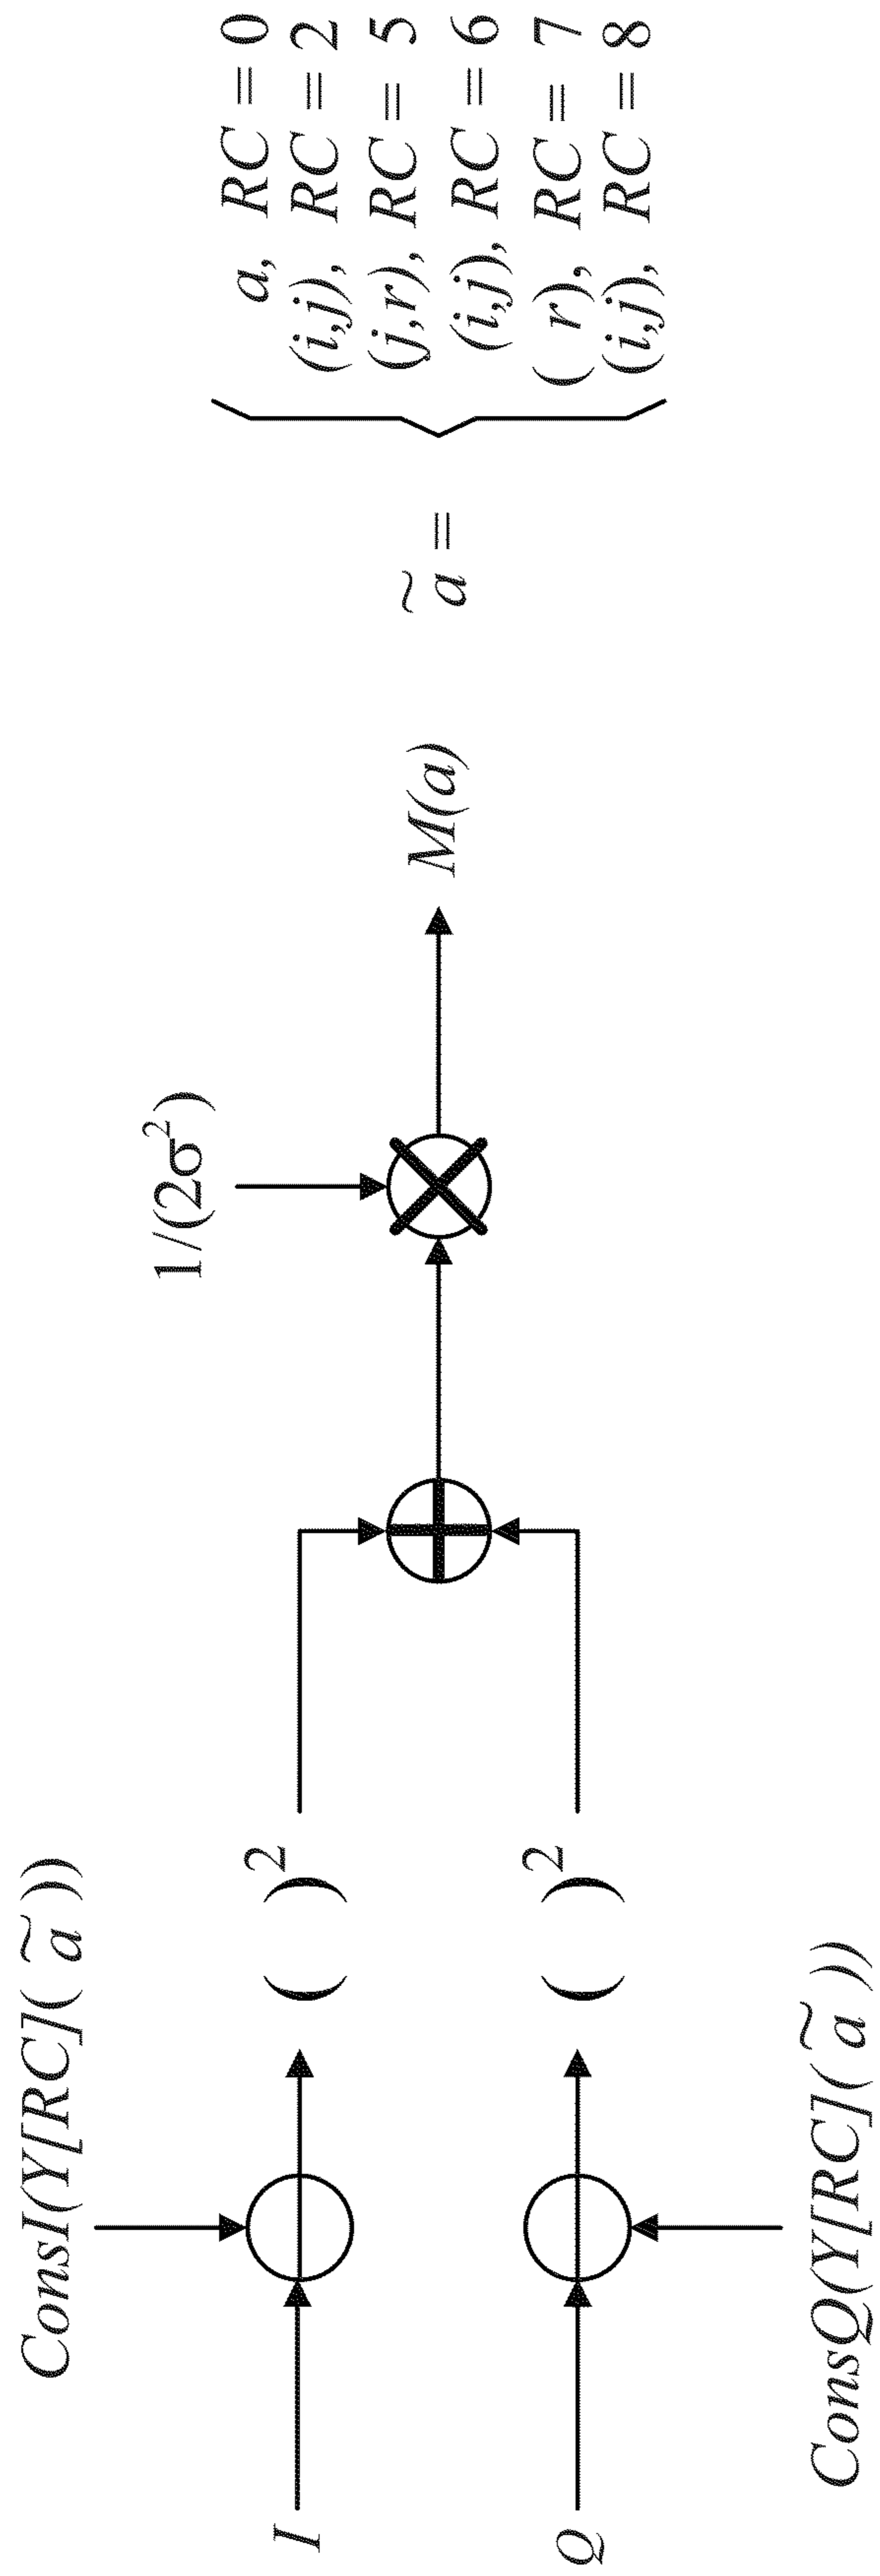 ConsI(Y[RC](ã))
I
( )²
Q
( )²
ConsQ(Y[RC](ã))
1/(2σ²)
M(a)
ã =
a, RC = 0
(i,j), RC = 2
(j,r), RC = 5
(i,j), RC = 6
( r), RC = 7
(i,j), RC = 8